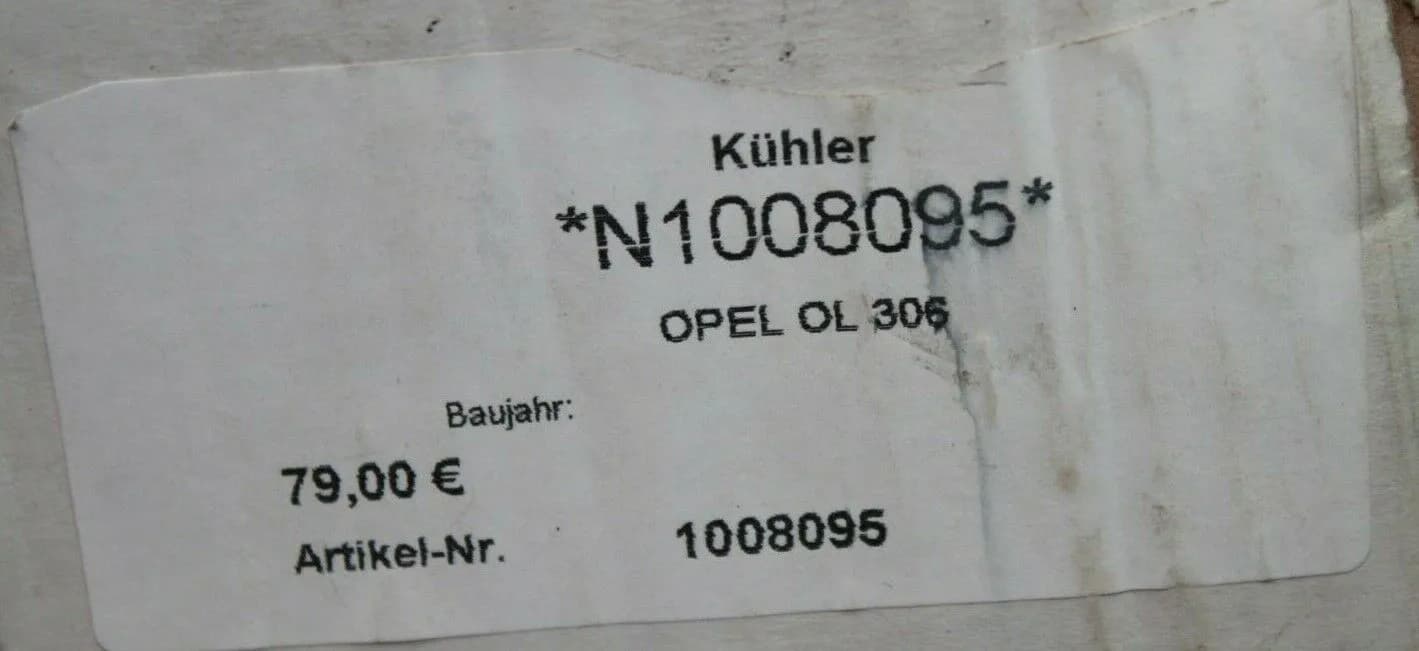 Kühler
*N1008095*
OPEL OL 306
Baujahr:
79,00 €
Artikel-Nr. 1008095